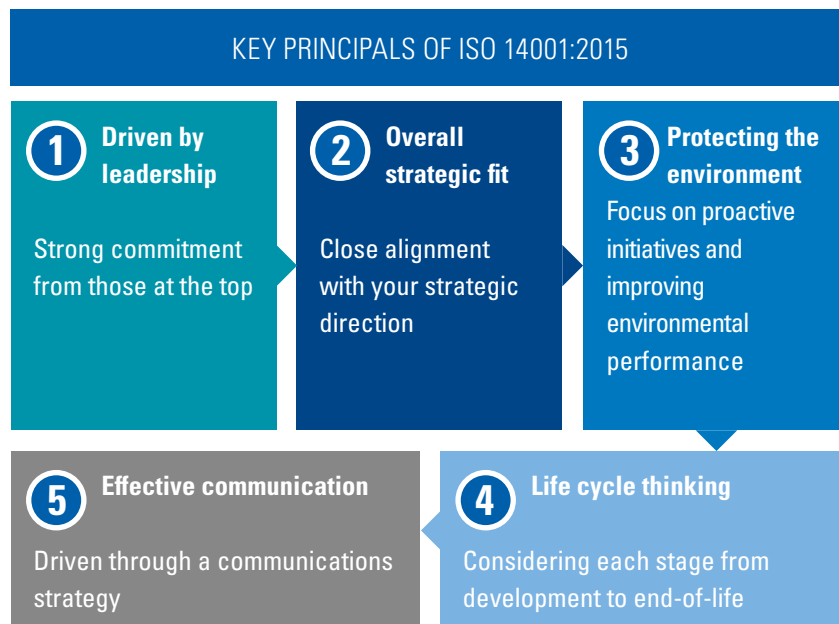 KEY PRINCIPALS OF ISO 14001:2015
1
Driven by
leadership
Strong commitment
from those at the top
2
Overall
strategic fit
Close alignment
with your strategic
direction
3
Protecting the
environment
Focus on proactive
initiatives and
improving
environmental
performance
4
Life cycle thinking
Considering each stage from
development to end-of-life
5
Effective communication
Driven through a communications
strategy